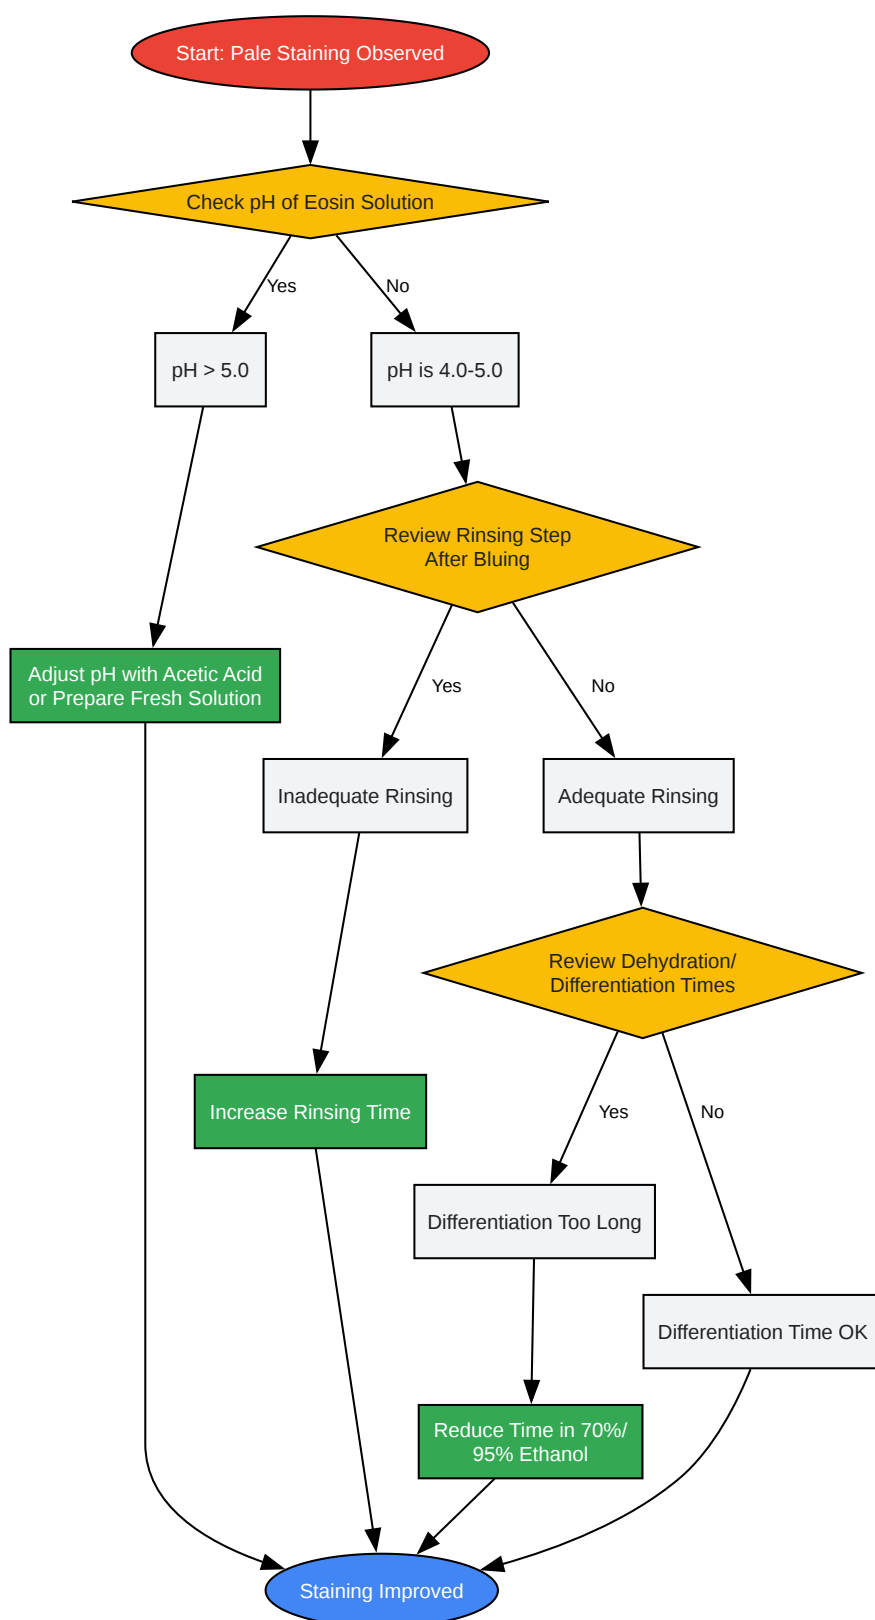 Start: Pale Staining Observed
Check pH of Eosin Solution
Yes
No
pH > 5.0
pH is 4.0-5.0
Review Rinsing Step
After Bluing
Adjust pH with Acetic Acid
or Prepare Fresh Solution
Yes
No
Inadequate Rinsing
Adequate Rinsing
Review Dehydration/
Differentiation Times
Increase Rinsing Time
Yes
No
Differentiation Too Long
Differentiation Time OK
Reduce Time in 70%/
95% Ethanol
Staining Improved